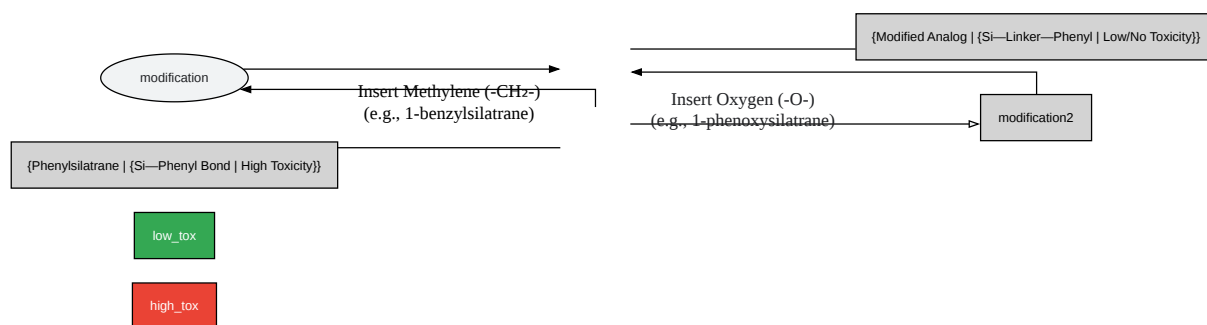 {Modified Analog | {Si—Linker—Phenyl | Low/No Toxicity}}
modification
Insert Methylene (-CH₂-)
(e.g., 1-benzylsilatrane)
Insert Oxygen (-O-)
(e.g., 1-phenoxysilatrane)
modification2
{Phenylsilatrane | {Si—Phenyl Bond | High Toxicity}}
low_tox
high_tox